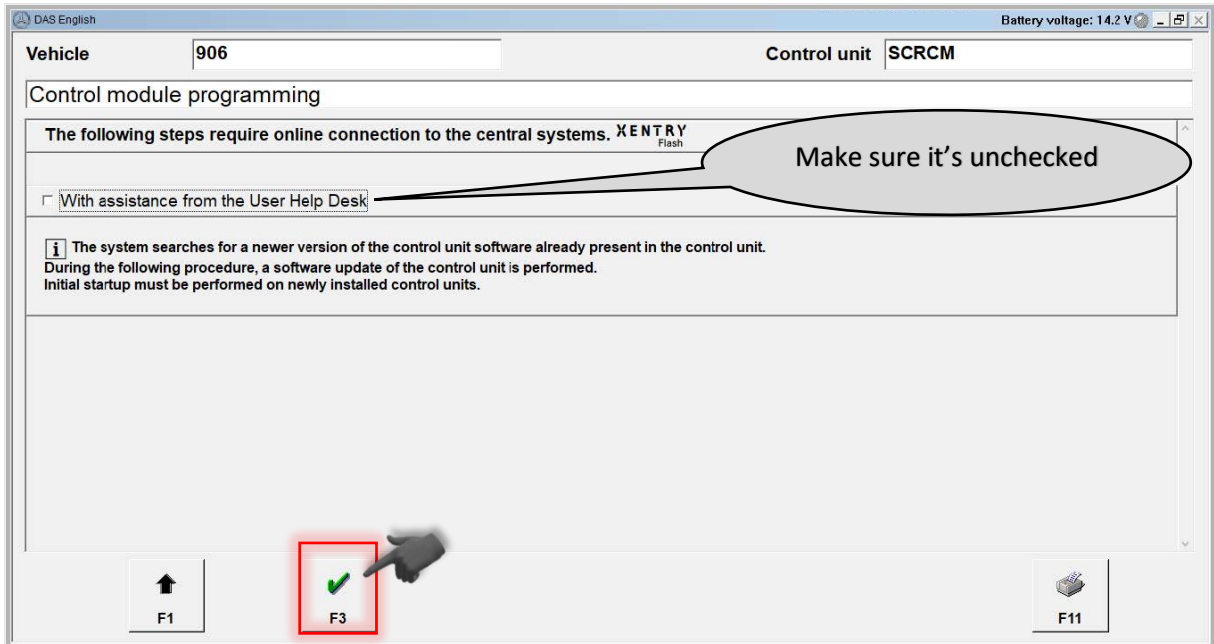 DAS English
Battery voltage: 14.2 V
Vehicle
906
Control unit
SCRCM
Control module programming
The following steps require online connection to the central systems. XENTRY
Flash
Make sure it’s unchecked
With assistance from the User Help Desk
i The system searches for a newer version of the control unit software already present in the control unit.
During the following procedure, a software update of the control unit is performed.
Initial startup must be performed on newly installed control units.
F1
F3
F11